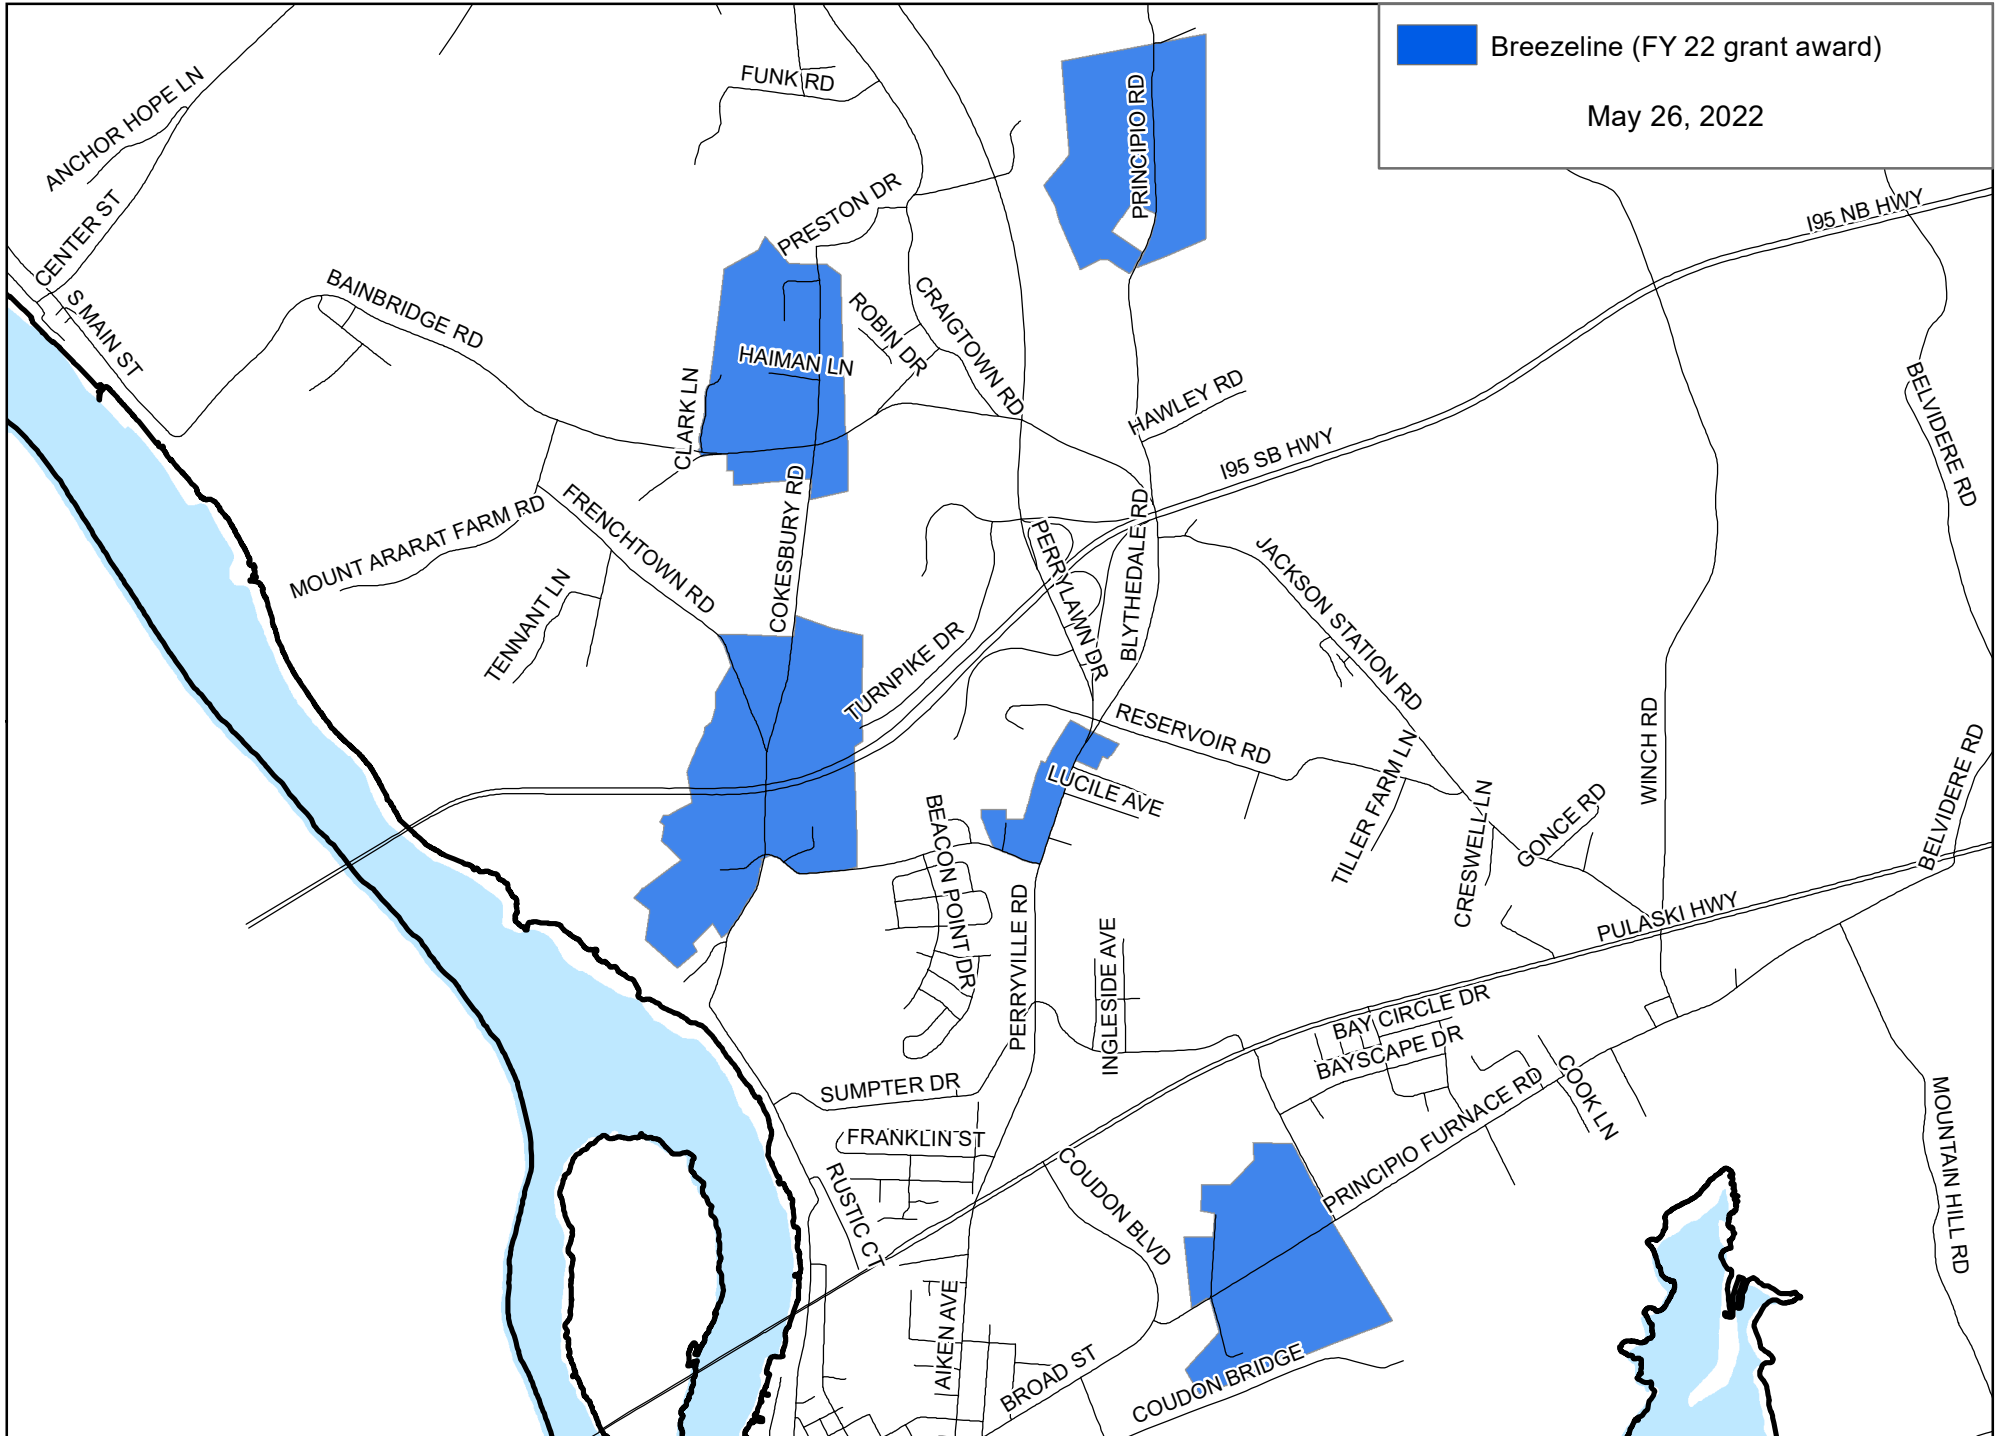 Breezeline (FY 22 grant award)
May 26, 2022
FUNK RD
ANCHOR HOPE LN
PRINCIPIO RD
PRESTON DR
CENTER ST
I95 NB HWY
S MAIN ST
BAINBRIDGE RD
ROBIN DR
CRAIGTOWN RD
HAIMAN LN
CLARK LN
HAWLEY RD
BELVIDERE RD
I95 SB HWY
MOUNT ARARAT FARM RD
FRENCHTOWN RD
COKESBURY RD
PERRYLAWN DR
BLYTHEDALE RD
JACKSON STATION RD
TENNANT LN
TURNPIKE DR
RESERVOIR RD
WINCH RD
LUCILE AVE
TILLER FARM LN
BELVIDERE RD
BEACON POINT DR
CRESWELL LN
GONCE RD
PERRYVILLE RD
INGLESIDE AVE
PULASKI HWY
BAY CIRCLE DR
BAYSCAPE DR
SUMPTER DR
COOK LN
PRINCIPIO FURNACE RD
MOUNTAIN HILL RD
FRANKLIN ST
RUSTIC CT
COUDON BLVD
AIKEN AVE
BROAD ST
COUDON BRIDGE